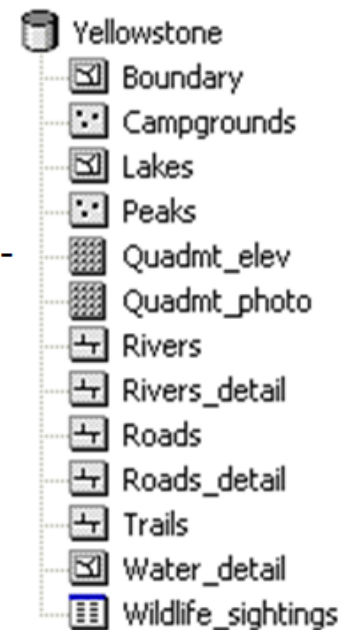 Yellowstone
Boundary
Campgrounds
Lakes
Peaks
Quadmt_elev
Quadmt_photo
Rivers
Rivers_detail
Roads
Roads_detail
Trails
Water_detail
Wildlife_sightings